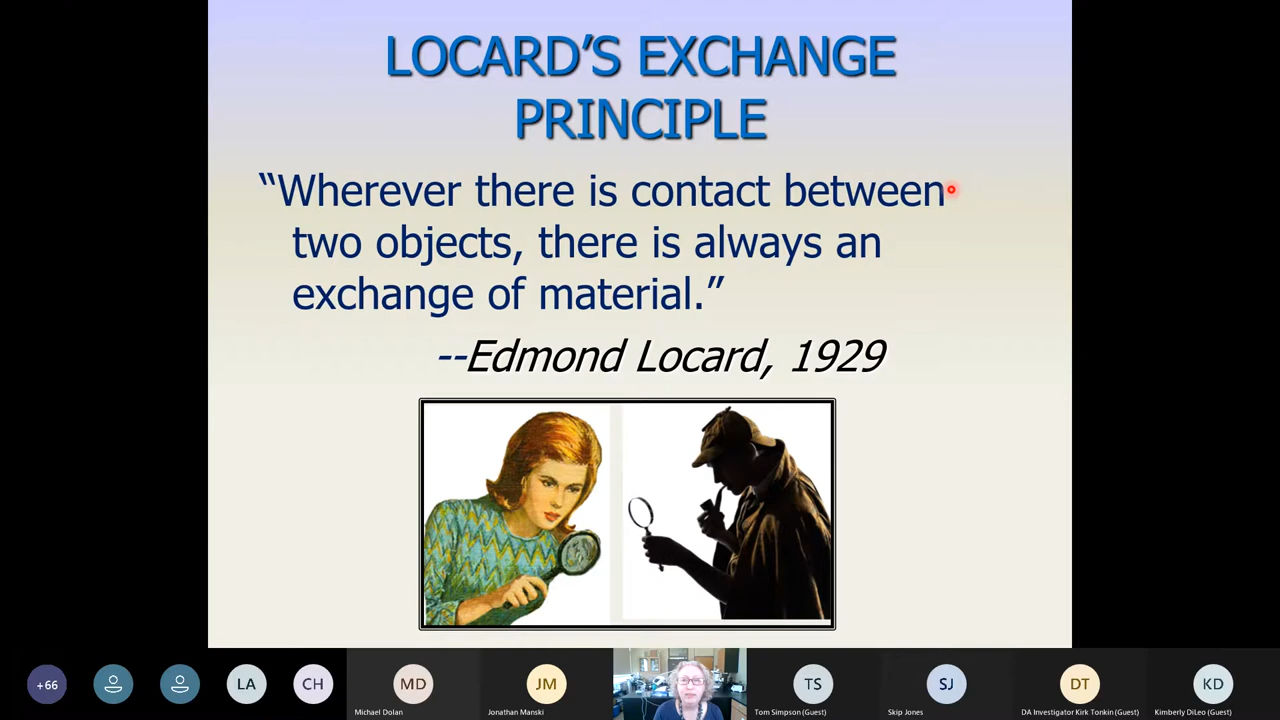 LOCARD’S EXCHANGE
PRINCIPLE
“Wherever there is contact between
two objects, there is always an
exchange of material.”
--Edmond Locard, 1929
+66
LA
CH
MD
JM
TS
SJ
DT
KD
Michael Dolan
Jonathan Manski
Tom Simpson (Guest)
Skip Jones
DA Investigator Kirk Tonkin (Guest)
Kimberly DiLeo (Guest)